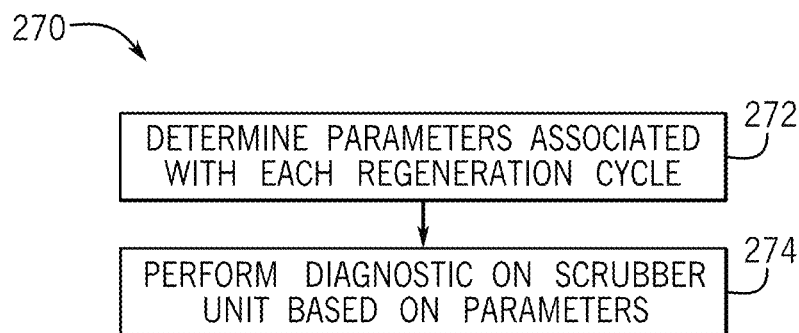 270
272
DETERMINE PARAMETERS ASSOCIATED
WITH EACH REGENERATION CYCLE
274
PERFORM DIAGNOSTIC ON SCRUBBER
UNIT BASED ON PARAMETERS